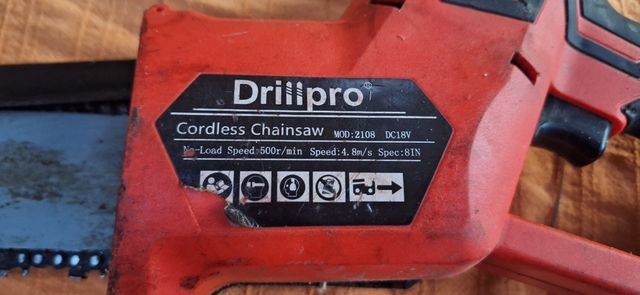 Drillpro
Cordless Chainsaw MOD:2108 DC18V
No-Load Speed:500r/min Speed:4.8m/s Spec:8IN